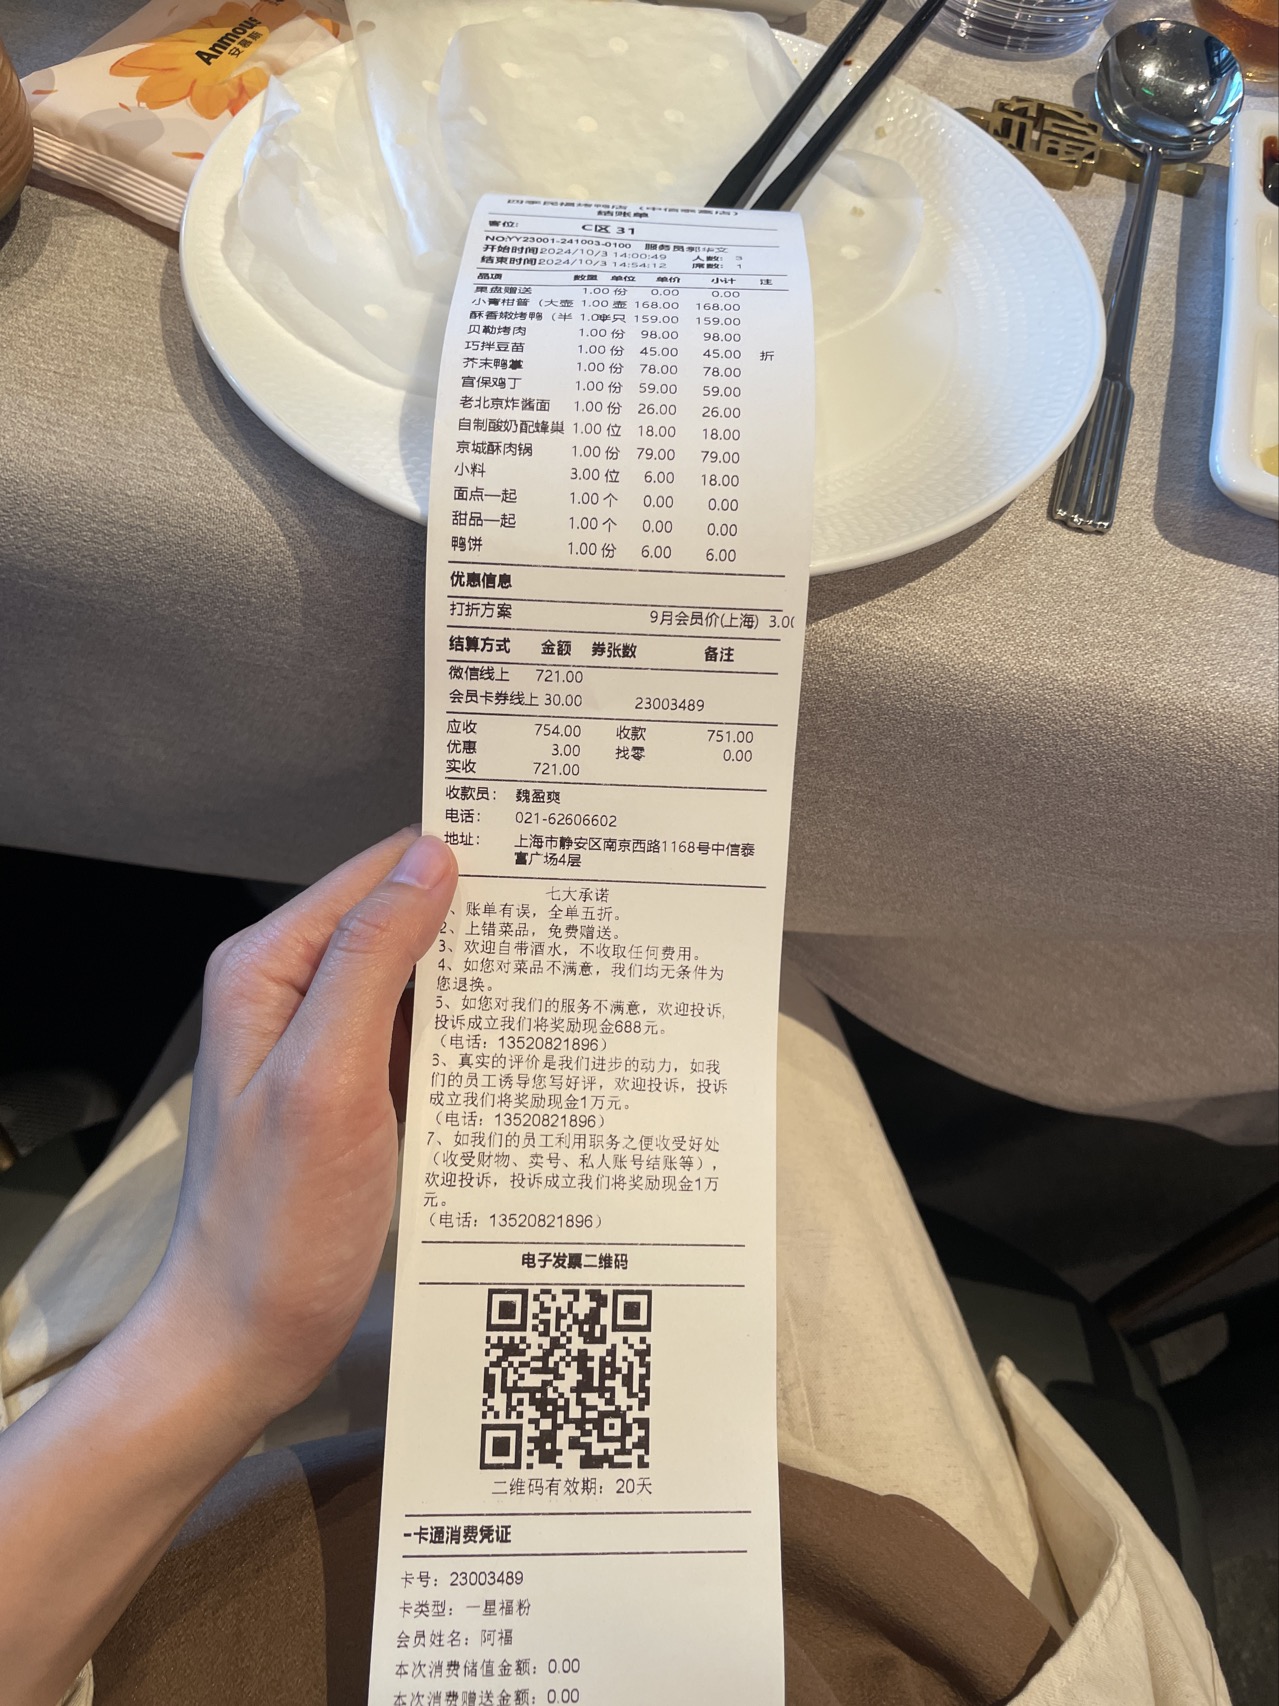 Anmous
安慕斯
四季民福烤鸭店（中信泰富店）
结账单
客位： C区 31
NO:YY23001-241003-0100 服务员:郭华文
开始时间:2024/10/3 14:00:49 人数： 3
结束时间:2024/10/3 14:54:12 席数： 1
品项 数量 单位 单价 小计 注
果盘赠送 1.00 份 0.00 0.00
小青柑普（大壶 1.00 壶 168.00 168.00
酥香嫩烤鸭（半 1.00 半只 159.00 159.00
贝勒烤肉 1.00 份 98.00 98.00
巧拌豆苗 1.00 份 45.00 45.00 折
芥末鸭掌 1.00 份 78.00 78.00
宫保鸡丁 1.00 份 59.00 59.00
老北京炸酱面 1.00 份 26.00 26.00
自制酸奶配蜂巢 1.00 位 18.00 18.00
京城酥肉锅 1.00 份 79.00 79.00
小料 3.00 位 6.00 18.00
面点一起 1.00 个 0.00 0.00
甜品一起 1.00 个 0.00 0.00
鸭饼 1.00 份 6.00 6.00
优惠信息
打折方案 9月会员价(上海) 3.00
结算方式 金额 券张数 备注
微信线上 721.00
会员卡券线上 30.00 23003489
应收 754.00 收款 751.00
优惠 3.00 找零 0.00
实收 721.00
收款员： 魏盈爽
电话： 021-62606602
地址： 上海市静安区南京西路1168号中信泰
富广场4层
七大承诺
、账单有误，全单五折。
2、上错菜品，免费赠送。
3、欢迎自带酒水，不收取任何费用。
4、如您对菜品不满意，我们均无条件为
您退换。
5、如您对我们的服务不满意，欢迎投诉，
投诉成立我们将奖励现金688元。
（电话：13520821896）
6、真实的评价是我们进步的动力，如我
们的员工诱导您写好评，欢迎投诉，投诉
成立我们将奖励现金1万元。
（电话：13520821896）
7、如我们的员工利用职务之便收受好处
（收受财物、卖号、私人账号结账等），
欢迎投诉，投诉成立我们将奖励现金1万
元。
（电话：13520821896）
电子发票二维码
二维码有效期：20天
一卡通消费凭证
卡号：23003489
卡类型：一星福粉
会员姓名：阿福
本次消费储值金额：0.00
本次消费赠送金额：0.00